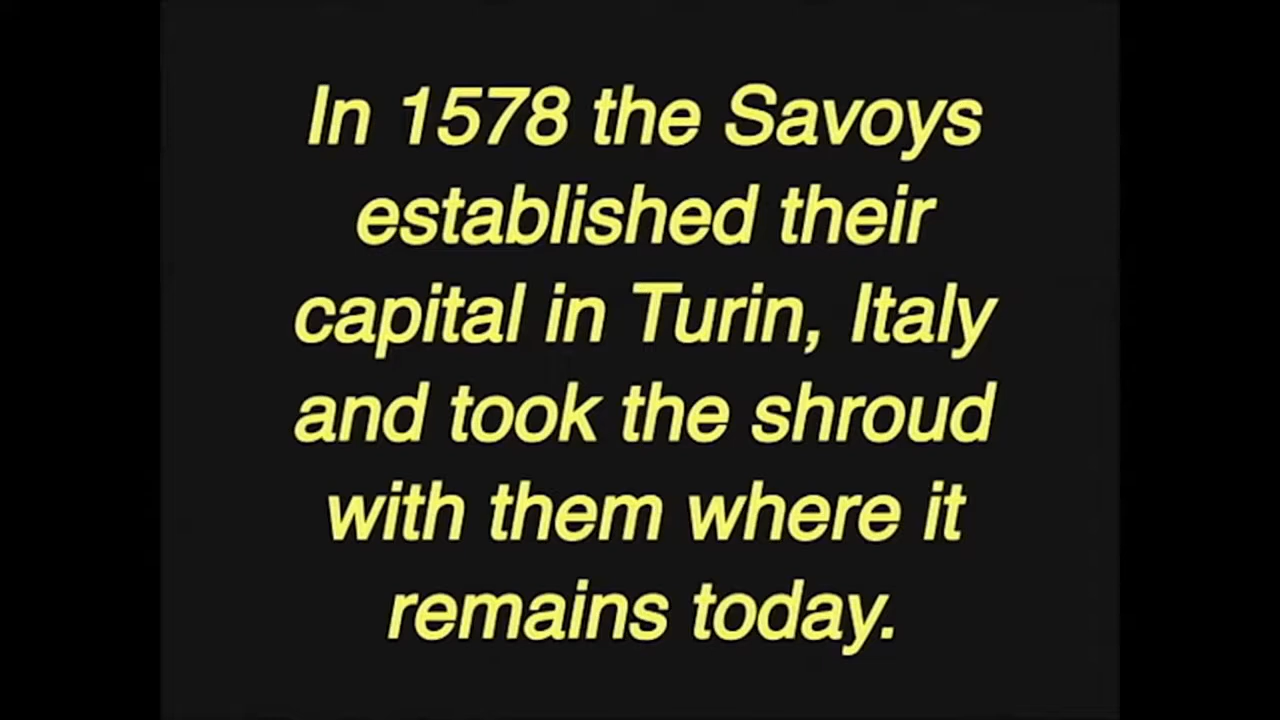 In 1578 the Savoys
established their
capital in Turin, Italy
and took the shroud
with them where it
remains today.